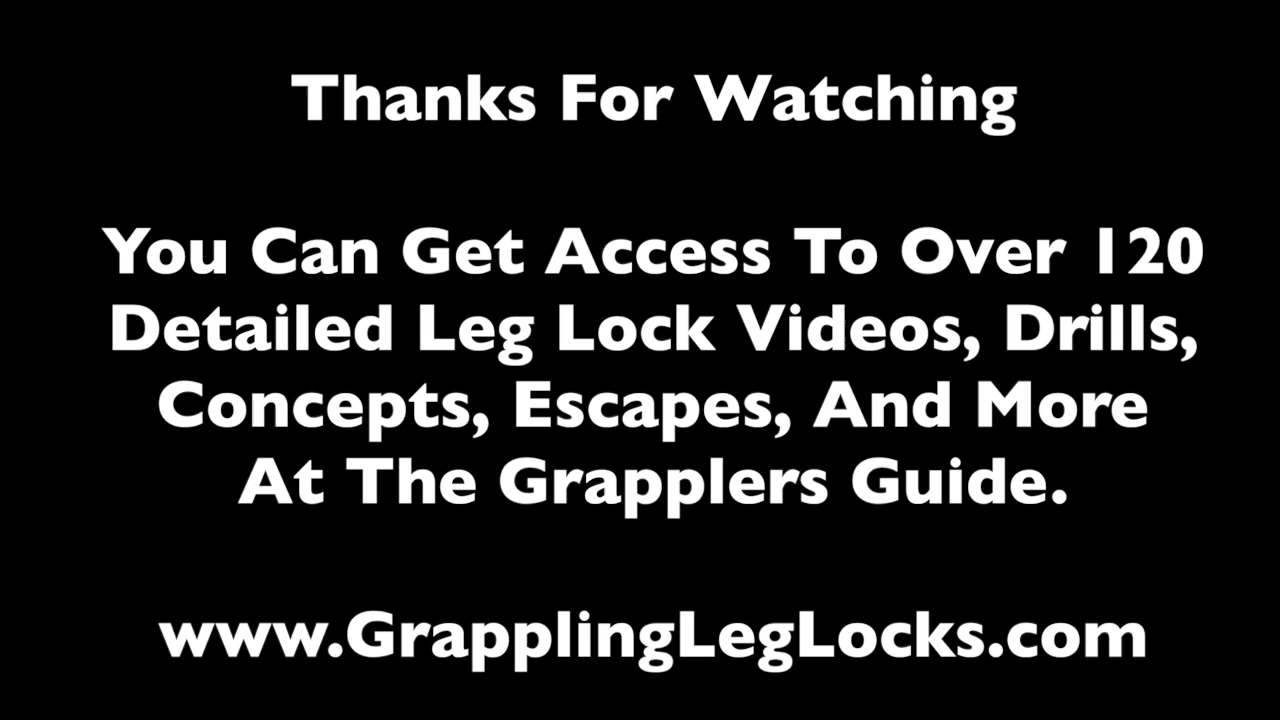 Thanks For Watching
You Can Get Access To Over 120
Detailed Leg Lock Videos, Drills,
Concepts, Escapes, And More
At The Grapplers Guide.
www.GrapplingLegLocks.com